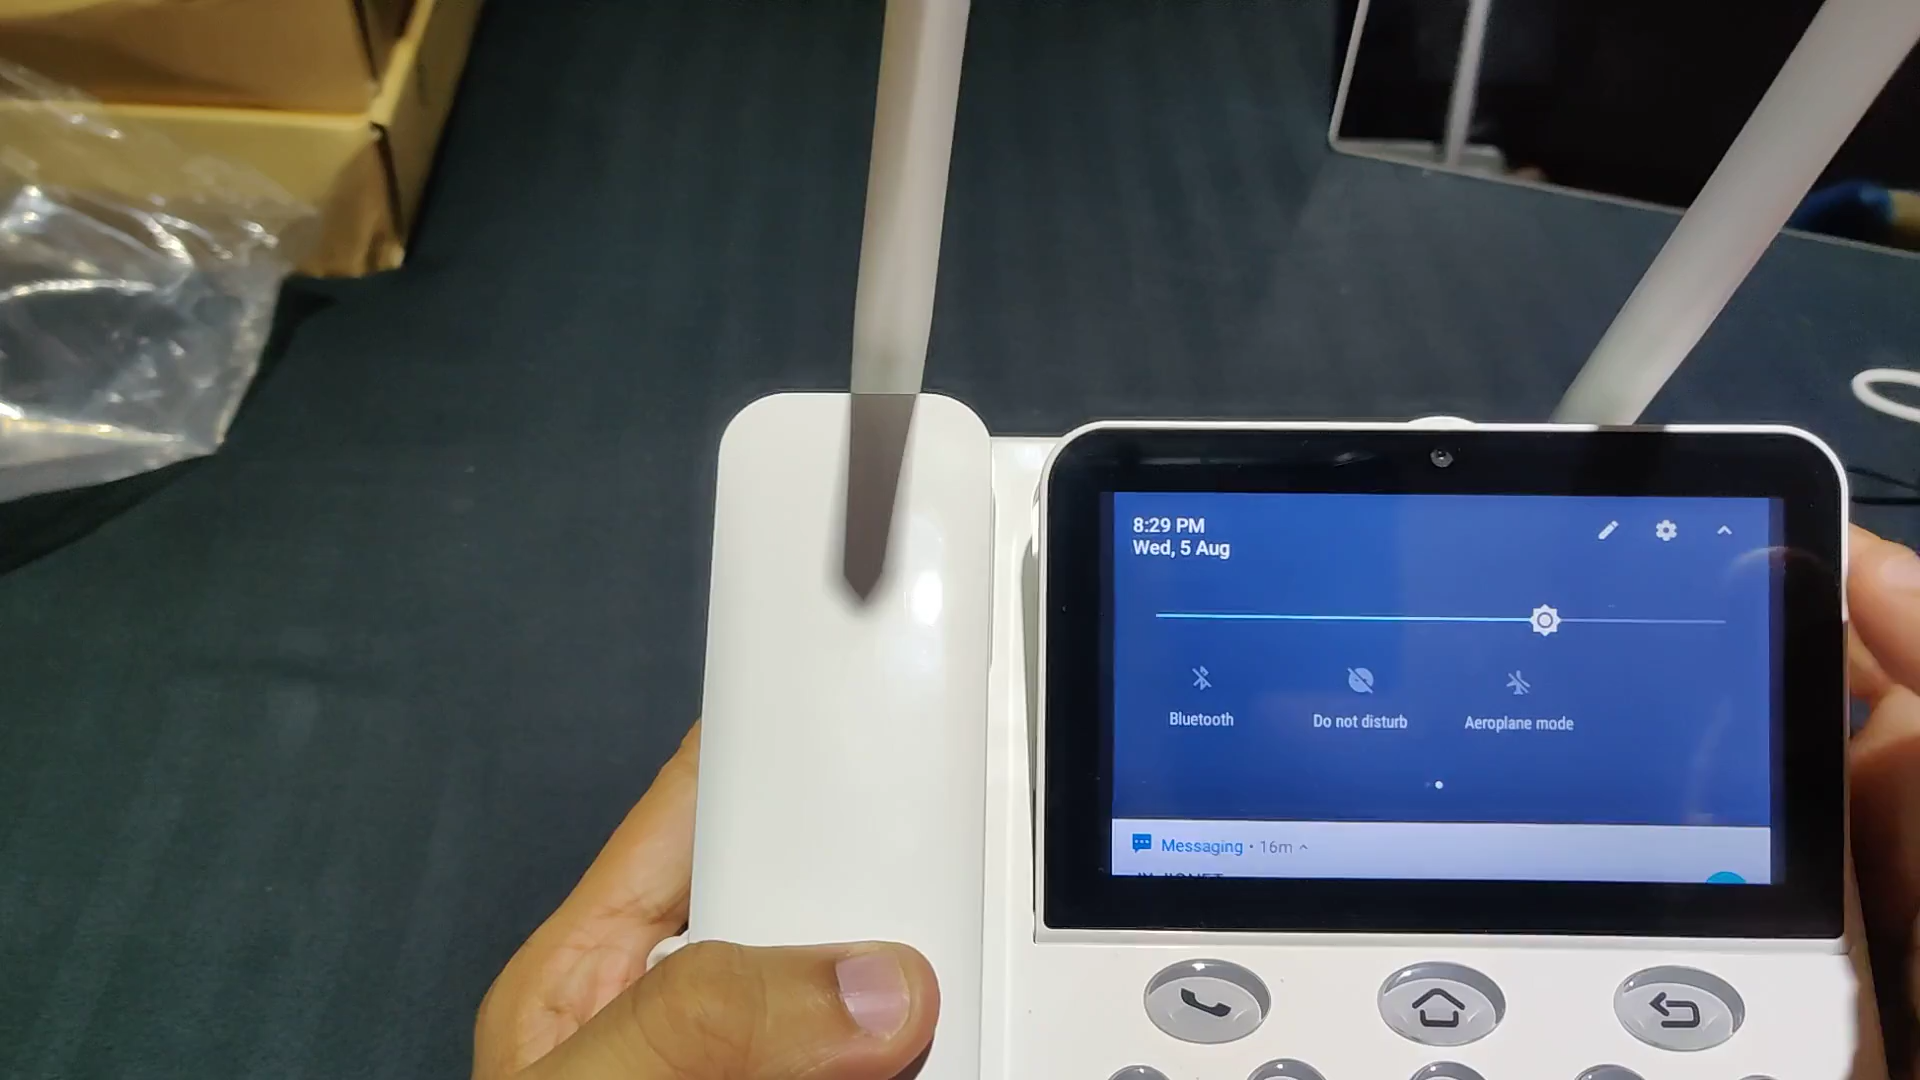 8:29 PM
Wed, 5 Aug
Bluetooth
Do not disturb
Aeroplane mode
Messaging • 16m